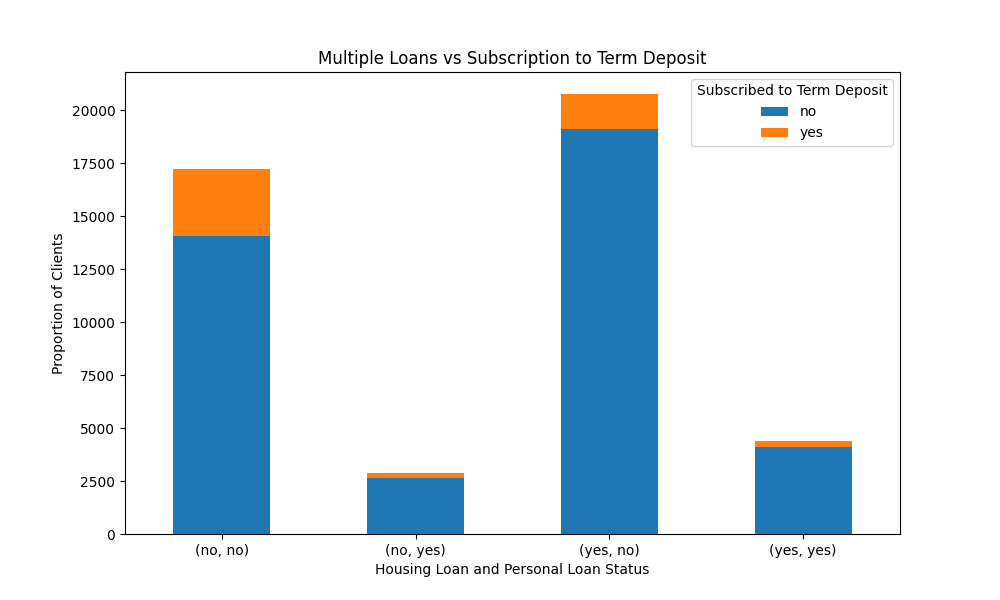 Multiple Loans vs Subscription to Term Deposit
Subscribed to Term Deposit
no
yes
Proportion of Clients
20000
17500
15000
12500
10000
7500
5000
2500
0
(no, no)
(no, yes)
(yes, no)
(yes, yes)
Housing Loan and Personal Loan Status